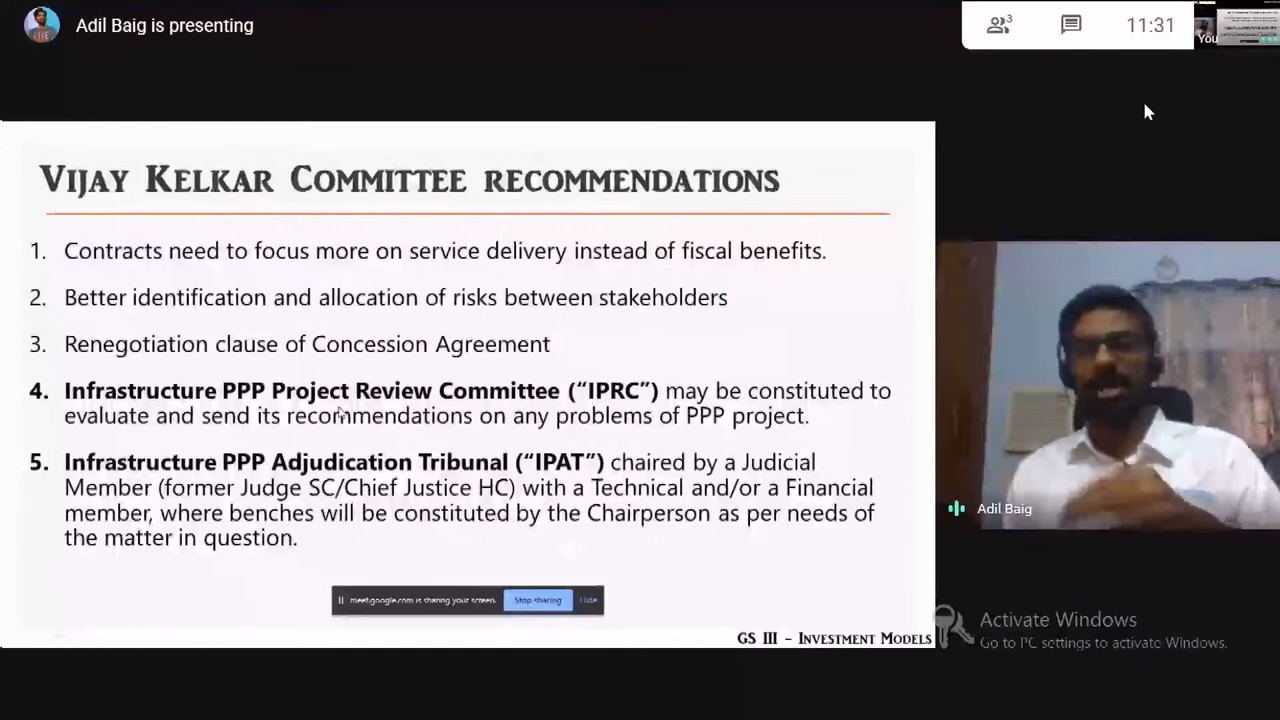 Adil Baig is presenting
3
11:31
You
VIJAY KELKAR COMMITTEE RECOMMENDATIONS
1. Contracts need to focus more on service delivery instead of fiscal benefits.
2. Better identification and allocation of risks between stakeholders
3. Renegotiation clause of Concession Agreement
4. Infrastructure PPP Project Review Committee ("IPRC") may be constituted to
evaluate and send its recommendations on any problems of PPP project.
5. Infrastructure PPP Adjudication Tribunal ("IPAT") chaired by a Judicial
Member (former Judge SC/Chief Justice HC) with a Technical and/or a Financial
member, where benches will be constituted by the Chairperson as per needs of
the matter in question.
Adil Baig
meet.google.com is sharing your screen. Stop sharing Hide
GS III - INVESTMENT MODELS
Activate Windows
Go to PC settings to activate Windows.